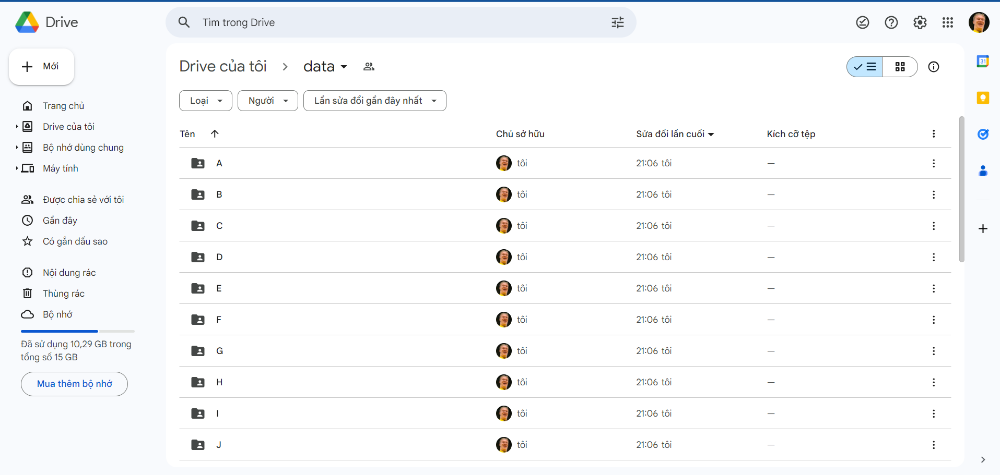 Drive
Tìm trong Drive
Mới
Trang chủ
Drive của tôi
Bộ nhớ dùng chung
Máy tính
Được chia sẻ với tôi
Gần đây
Có gắn dấu sao
Nội dung rác
Thùng rác
Bộ nhớ
Đã sử dụng 10,29 GB trong
tổng số 15 GB
Mua thêm bộ nhớ
Drive của tôi data
Loại Người Lần sửa đổi gần đây nhất
Tên Chủ sở hữu Sửa đổi lần cuối Kích cỡ tệp
A tôi 21:06 tôi —
B tôi 21:06 tôi —
C tôi 21:06 tôi —
D tôi 21:06 tôi —
E tôi 21:06 tôi —
F tôi 21:06 tôi —
G tôi 21:06 tôi —
H tôi 21:06 tôi —
I tôi 21:06 tôi —
J tôi 21:06 tôi —
31